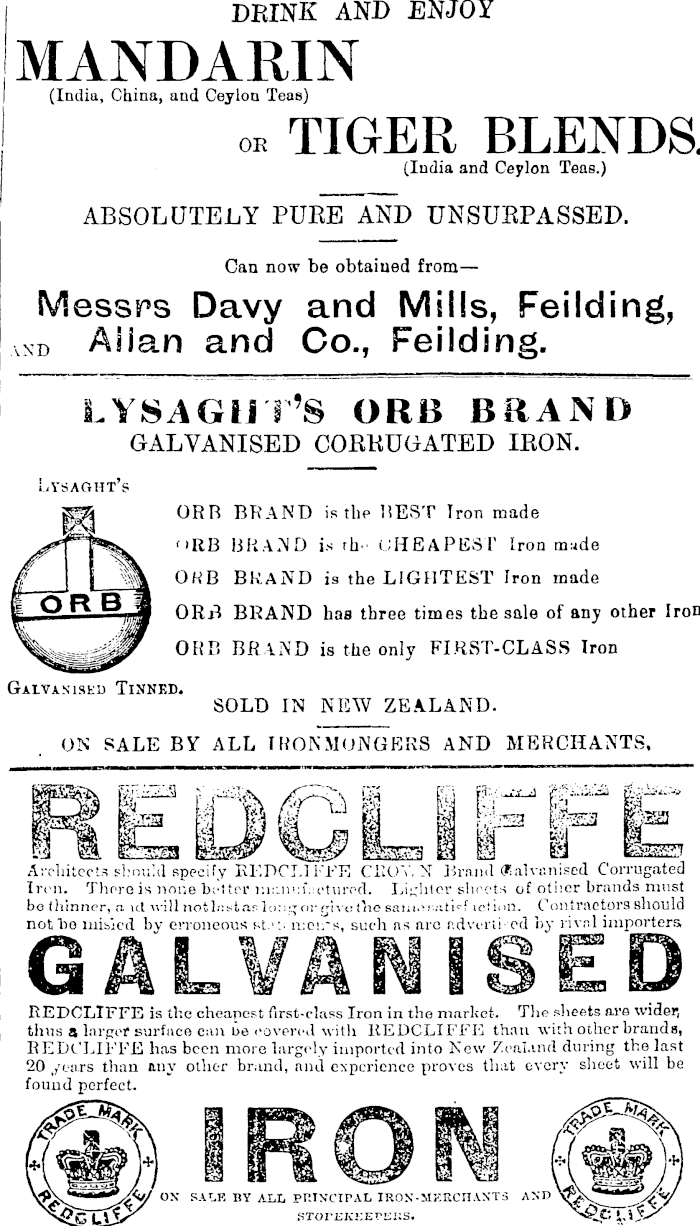 DRINK AND ENJOY
MANDARIN
(India, China, and Ceylon Teas)
OR TIGER BLENDS.
(India and Ceylon Teas.)
ABSOLUTELY PURE AND UNSURPASSED.
Can now be obtained from—
Messrs Davy and Mills, Feilding,
AND Allan and Co., Feilding.
LYSAGHT'S ORB BRAND
GALVANISED CORRUGATED IRON.
LYSAGHT'S
ORB
GALVANISED TINNED.
ORB BRAND is the BEST Iron made
ORB BRAND is the CHEAPEST Iron made
ORB BRAND is the LIGHTEST Iron made
ORB BRAND has three times the sale of any other Iron
ORB BRAND is the only FIRST-CLASS Iron
SOLD IN NEW ZEALAND.
ON SALE BY ALL IRONMONGERS AND MERCHANTS.
REDCLIFFE
Architects should specify REDCLIFFE CROWN Brand Galvanised Corrugated
Iron. There is none better manufactured. Lighter sheets of other brands must
be thinner, and will not last as long or give the same satisfaction. Contractors should
not be misled by erroneous statements, such as are advertised by rival importers.
GALVANISED
REDCLIFFE is the cheapest first-class Iron in the market. The sheets are wider,
thus a larger surface can be covered with REDCLIFFE than with other brands,
REDCLIFFE has been more largely imported into New Zealand during the last
20 years than any other brand, and experience proves that every sheet will be
found perfect.
TRADE MARK
REDCLIFFE
IRON
TRADE MARK
REDCLIFFE
ON SALE BY ALL PRINCIPAL IRON-MERCHANTS AND
STOREKEEPERS.